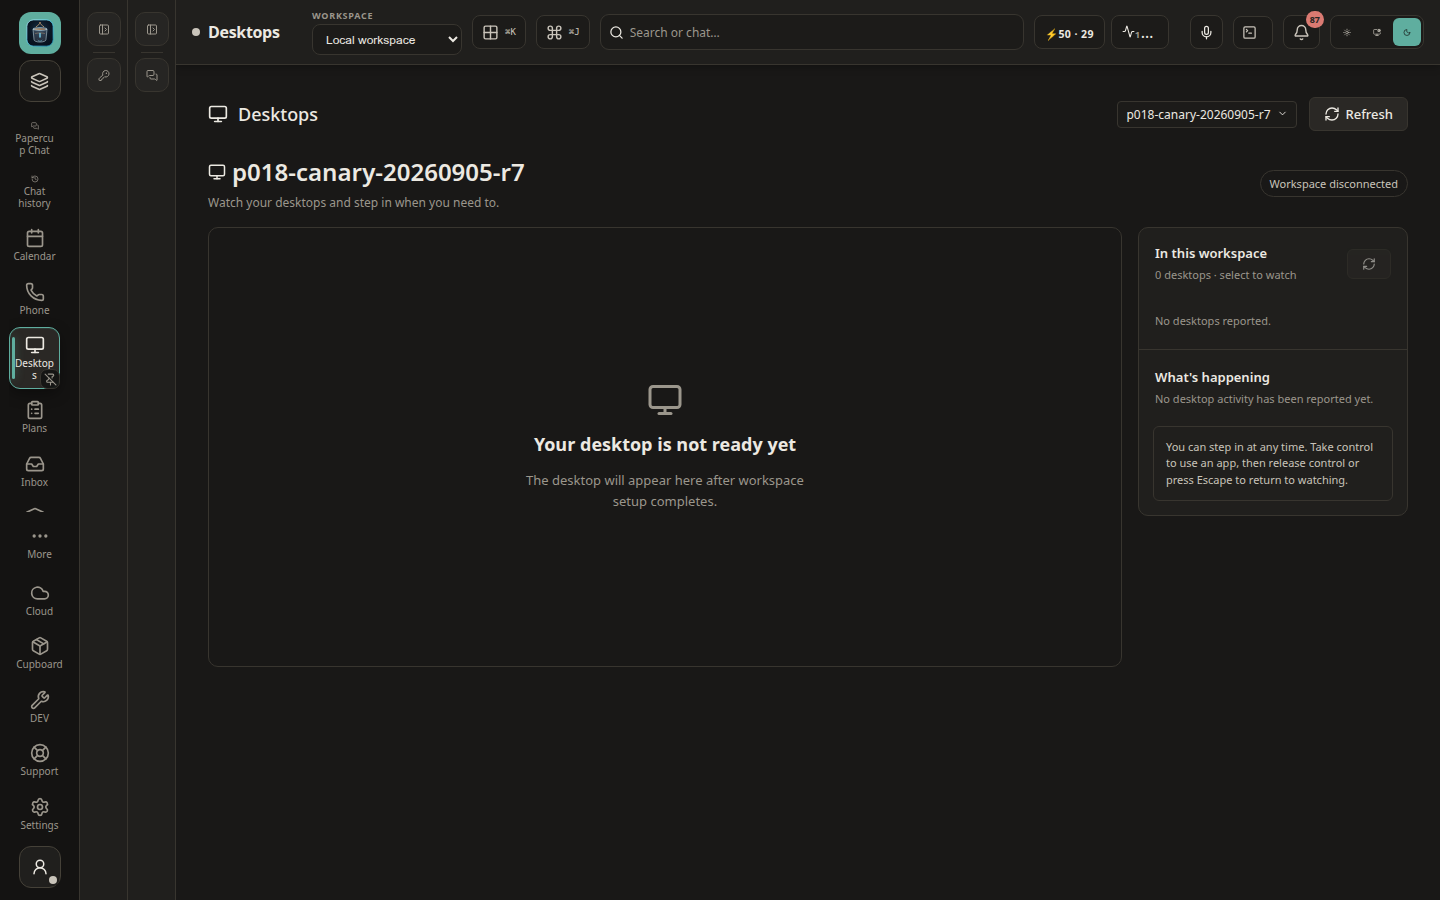 Desktops
WORKSPACE
Local workspace
⌘K
⌘J
Search or chat...
⚡50 · 29
1...
87
Papercu
p Chat
Chat
history
Calendar
Phone
Desktop
s
Plans
Inbox
More
Cloud
Cupboard
DEV
Support
Settings
Desktops
p018-canary-20260905-r7
Refresh
p018-canary-20260905-r7
Watch your desktops and step in when you need to.
Workspace disconnected
Your desktop is not ready yet
The desktop will appear here after workspace
setup completes.
In this workspace
0 desktops · select to watch
No desktops reported.
What's happening
No desktop activity has been reported yet.
You can step in at any time. Take control
to use an app, then release control or
press Escape to return to watching.